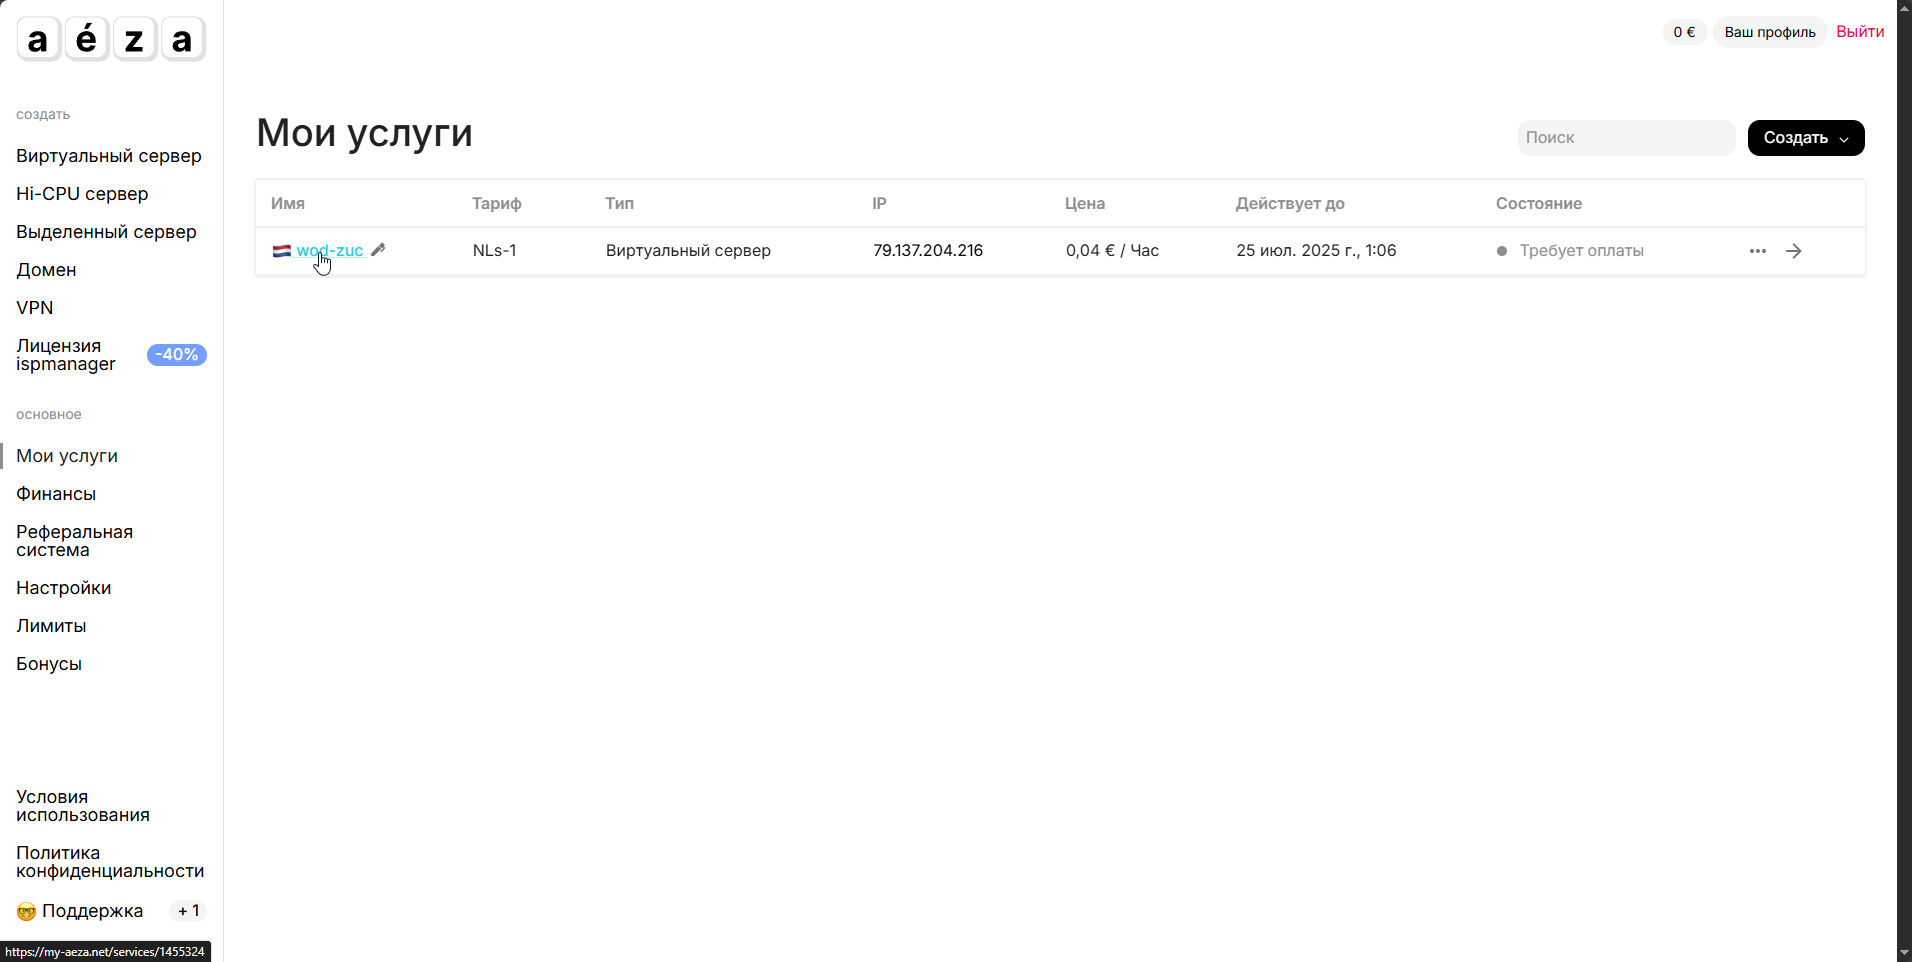 aéza
0 €
Ваш профиль
Выйти
создать
Виртуальный сервер
Hi-CPU сервер
Выделенный сервер
Домен
VPN
Лицензия
ispmanager
-40%
основное
Мои услуги
Финансы
Реферальная
система
Настройки
Лимиты
Бонусы
Условия
использования
Политика
конфиденциальности
🤓 Поддержка
+ 1
https://my-aeza.net/services/1455324
Мои услуги
Поиск
Создать
Имя Тариф Тип IP Цена Действует до Состояние
wod-zuc NLs-1 Виртуальный сервер 79.137.204.216 0,04 € / Час 25 июл. 2025 г., 1:06 Требует оплаты